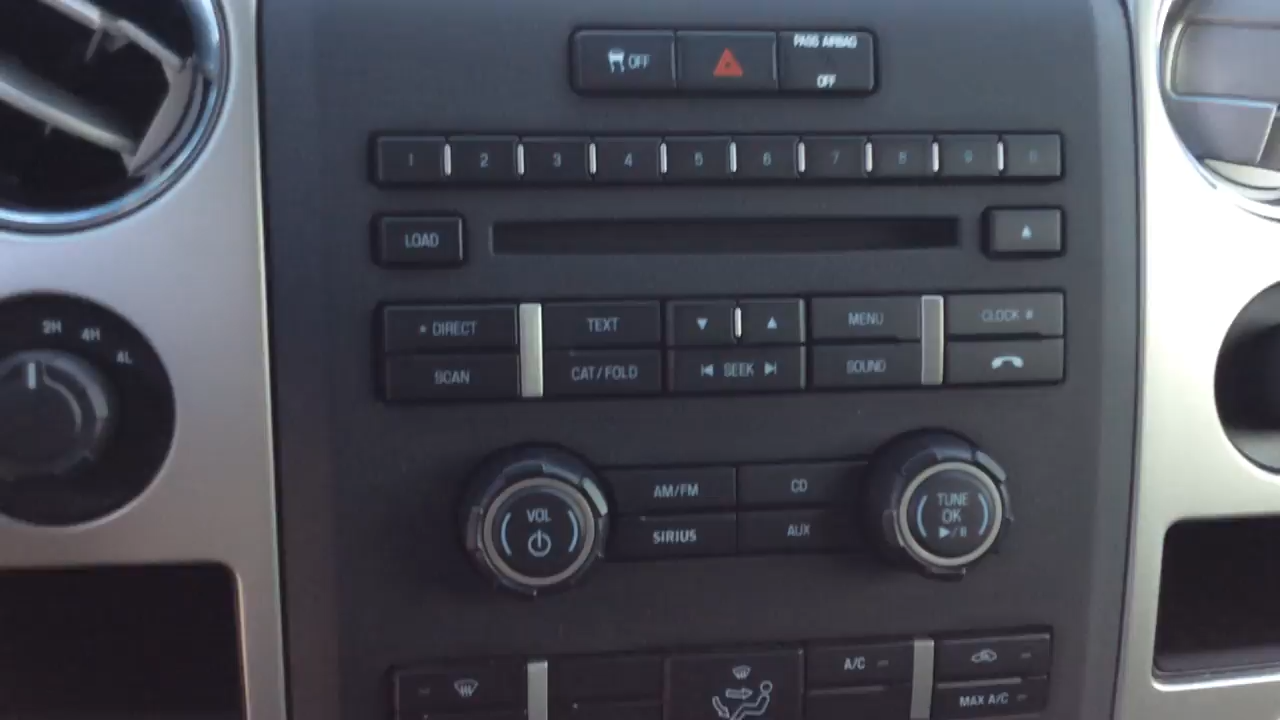 OFF
PASS AIRBAG
OFF
1 2 3 4 5 6 7 8 9
LOAD
2H 4H 4L
* DIRECT TEXT MENU CLOCK #
SCAN CAT/FOLD SEEK SOUND
AM/FM CD
SIRIUS AUX
VOL
TUNE
OK
A/C
MAX A/C